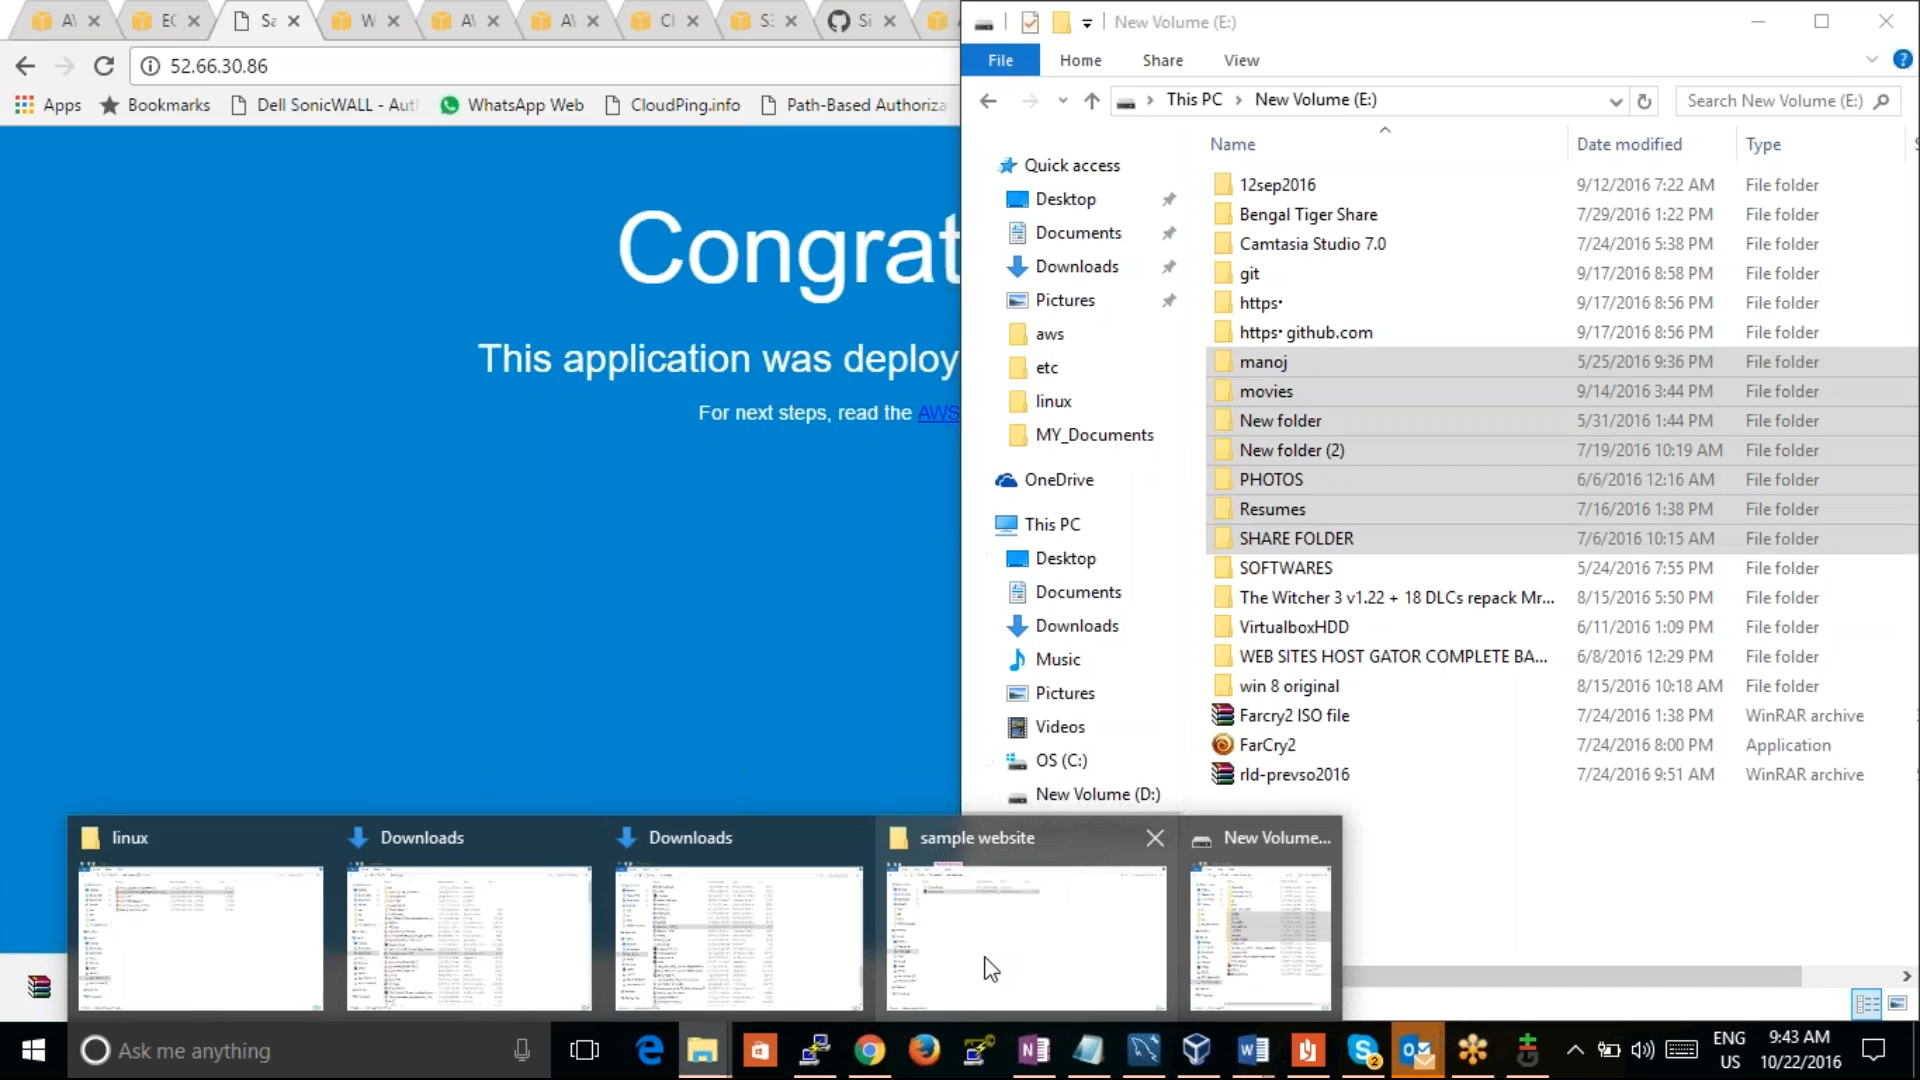 A
EC
Sa
W
AV
A
Cl
S3
Si
New Volume (E:)
52.66.30.86
File
Home
Share
View
Apps
Bookmarks
Dell SonicWALL - Aut
WhatsApp Web
CloudPing.info
Path-Based Authoriza
This PC
New Volume (E:)
Search New Volume (E:)
Name
Date modified
Type
Congrat
This application was deploy
For next steps, read the AWS
Quick access
Desktop
Documents
Downloads
Pictures
aws
etc
linux
MY_Documents
OneDrive
This PC
Desktop
Documents
Downloads
Music
Pictures
Videos
OS (C:)
New Volume (D:)
12sep2016 9/12/2016 7:22 AM File folder
Bengal Tiger Share 7/29/2016 1:22 PM File folder
Camtasia Studio 7.0 7/24/2016 5:38 PM File folder
git 9/17/2016 8:58 PM File folder
https· 9/17/2016 8:56 PM File folder
https· github.com 9/17/2016 8:56 PM File folder
manoj 5/25/2016 9:36 PM File folder
movies 9/14/2016 3:44 PM File folder
New folder 5/31/2016 1:44 PM File folder
New folder (2) 7/19/2016 10:19 AM File folder
PHOTOS 6/6/2016 12:16 AM File folder
Resumes 7/16/2016 1:38 PM File folder
SHARE FOLDER 7/6/2016 10:15 AM File folder
SOFTWARES 5/24/2016 7:55 PM File folder
The Witcher 3 v1.22 + 18 DLCs repack Mr... 8/15/2016 5:50 PM File folder
VirtualboxHDD 6/11/2016 1:09 PM File folder
WEB SITES HOST GATOR COMPLETE BA... 6/8/2016 12:29 PM File folder
win 8 original 8/15/2016 10:18 AM File folder
Farcry2 ISO file 7/24/2016 1:38 PM WinRAR archive
FarCry2 7/24/2016 8:00 PM Application
rld-prevso2016 7/24/2016 9:51 AM WinRAR archive
linux
Downloads
Downloads
sample website
New Volume...
Ask me anything
ENG
US
9:43 AM
10/22/2016